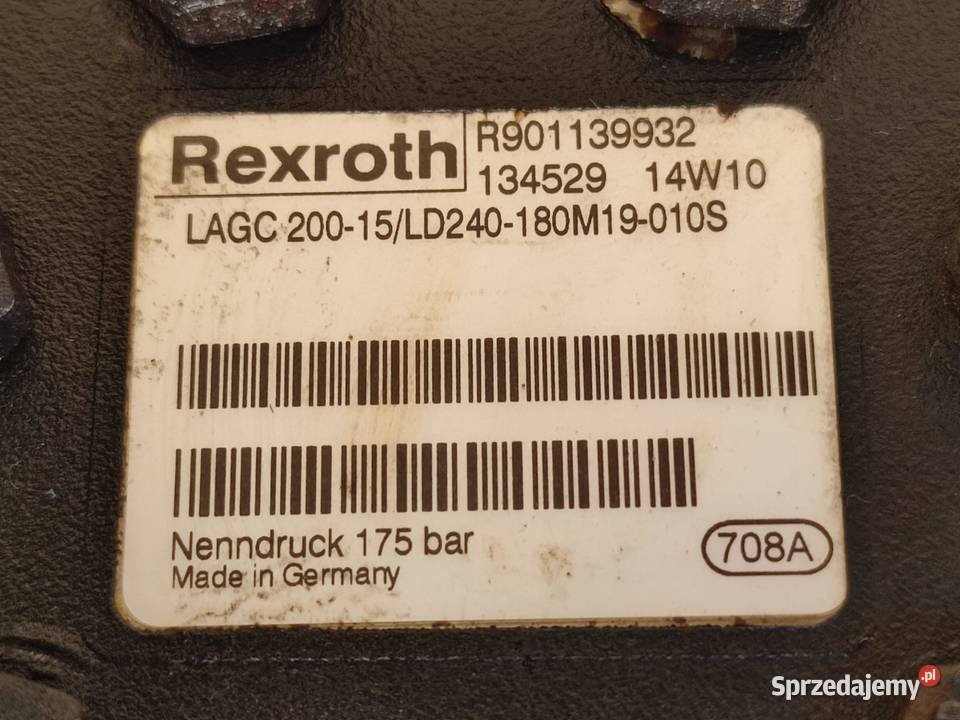 Rexroth
R901139932
134529 14W10
LAGC 200-15/LD240-180M19-010S
Nenndruck 175 bar
Made in Germany
708A
Sprzedajemy.pl